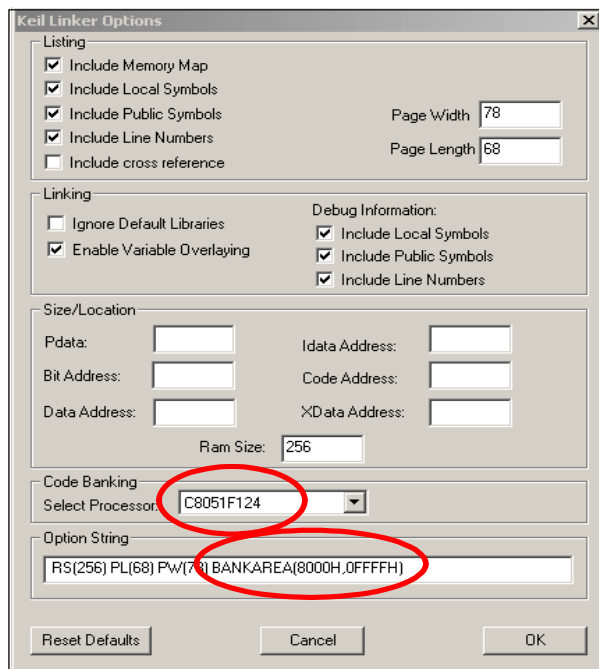 Keil Linker Options
Listing
Include Memory Map
Include Local Symbols
Include Public Symbols
Include Line Numbers
Include cross reference
Page Width 78
Page Length 68
Linking
Ignore Default Libraries
Enable Variable Overlaying
Debug Information:
Include Local Symbols
Include Public Symbols
Include Line Numbers
Size/Location
Pdata:
Idata Address:
Bit Address:
Code Address:
Data Address:
XData Address:
Ram Size: 256
Code Banking
Select Processor: C8051F124
Option String
RS(256) PL(68) PW(78) BANKAREA(8000H,0FFFFH)
Reset Defaults
Cancel
OK